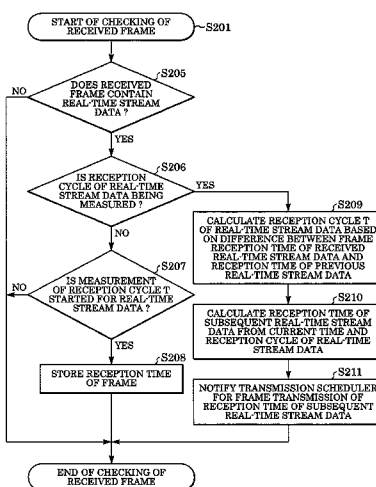 START OF CHECKING OF
RECEIVED FRAME
S201
S205
DOES RECEIVED
FRAME CONTAIN
REAL-TIME STREAM
DATA ?
NO
YES
S206
IS RECEPTION
CYCLE OF REAL-TIME
STREAM DATA BEING
MEASURED ?
YES
NO
S207
IS MEASUREMENT
OF RECEPTION CYCLE T
STARTED FOR REAL-TIME
STREAM DATA ?
NO
YES
S208
STORE RECEPTION TIME
OF FRAME
S209
CALCULATE RECEPTION CYCLE T
OF REAL-TIME STREAM DATA BASED
ON DIFFERENCE BETWEEN FRAME
RECEPTION TIME OF RECEIVED
REAL-TIME STREAM DATA AND
RECEPTION TIME OF PREVIOUS
REAL-TIME STREAM DATA
S210
CALCULATE RECEPTION TIME OF
SUBSEQUENT REAL-TIME STREAM
DATA FROM CURRENT TIME AND
RECEPTION CYCLE OF REAL-TIME
STREAM DATA
S211
NOTIFY TRANSMISSION SCHEDULER
FOR FRAME TRANSMISSION OF
RECEPTION TIME OF SUBSEQUENT
REAL-TIME STREAM DATA
END OF CHECKING OF
RECEIVED FRAME